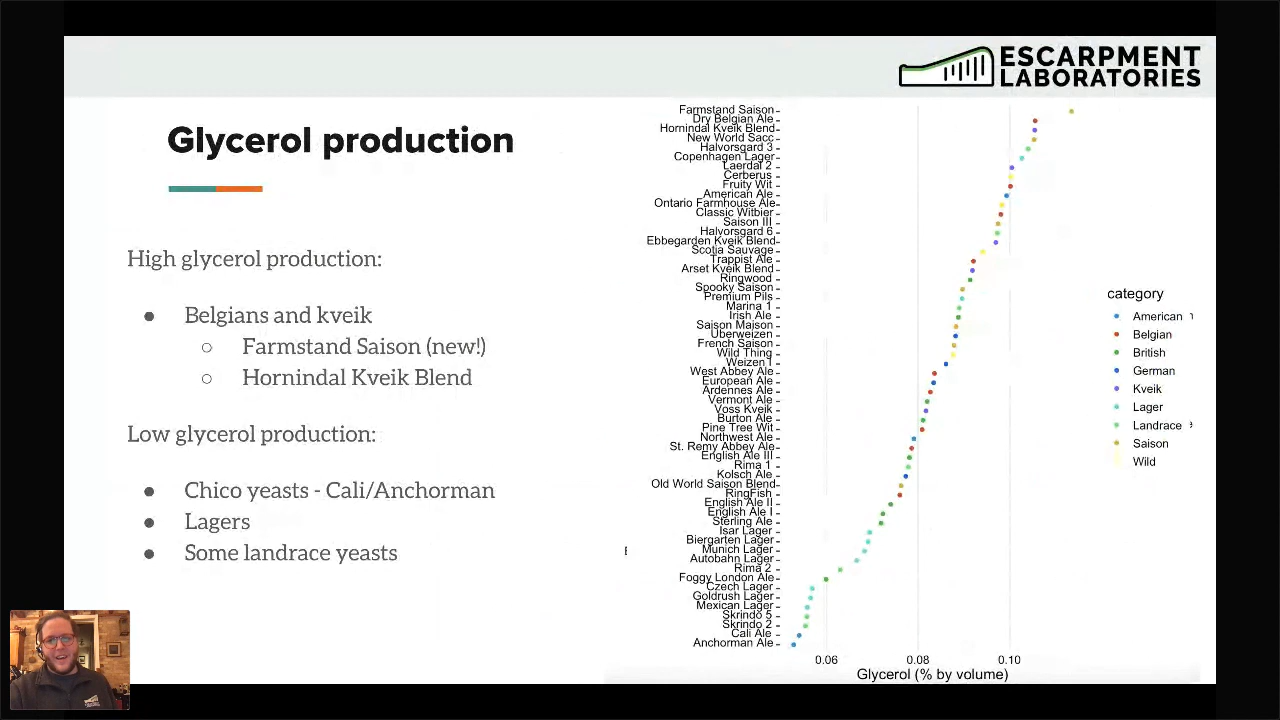 ESCARPMENT
LABORATORIES
Glycerol production
High glycerol production:
● Belgians and kveik
○ Farmstand Saison (new!)
○ Hornindal Kveik Blend
Low glycerol production:
● Chico yeasts - Cali/Anchorman
● Lagers
● Some landrace yeasts
Farmstand Saison
Dry Belgian Ale
Hornindal Kveik Blend
New World Sacc
Halvorsgard 3
Copenhagen Lager
Laerdal 2
Cerberus
Fruity Wit
American Ale
Ontario Farmhouse Ale
Classic Witbier
Saison III
Halvorsgard 6
Ebbegarden Kveik Blend
Scotia Sauvage
Trappist Ale
Arset Kveik Blend
Ringwood
Spooky Saison
Premium Pils
Marina 1
Irish Ale
Saison Maison
Uberweizen
French Saison
Wild Thing
Weizen I
West Abbey Ale
European Ale
Ardennes Ale
Vermont Ale
Voss Kveik
Burton Ale
Pine Tree Wit
Northwest Ale
St. Remy Abbey Ale
English Ale III
Rima 1
Kolsch Ale
Old World Saison Blend
RingFish
English Ale II
English Ale I
Sterling Ale
Isar Lager
Biergarten Lager
Munich Lager
Autobahn Lager
Rima 2
Foggy London Ale
Czech Lager
Goldrush Lager
Mexican Lager
Skrindo 5
Skrindo 2
Cali Ale
Anchorman Ale
0.06 0.08 0.10
Glycerol (% by volume)
category
American
Belgian
British
German
Kveik
Lager
Landrace
Saison
Wild